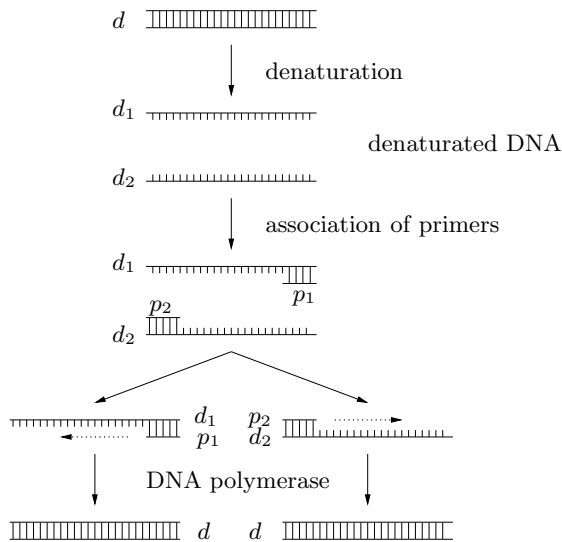 d
denaturation
d₁
denaturated DNA
d₂
association of primers
d₁
p₁
p₂
d₂
d₁ p₂
p₁ d₂
DNA polymerase
d d